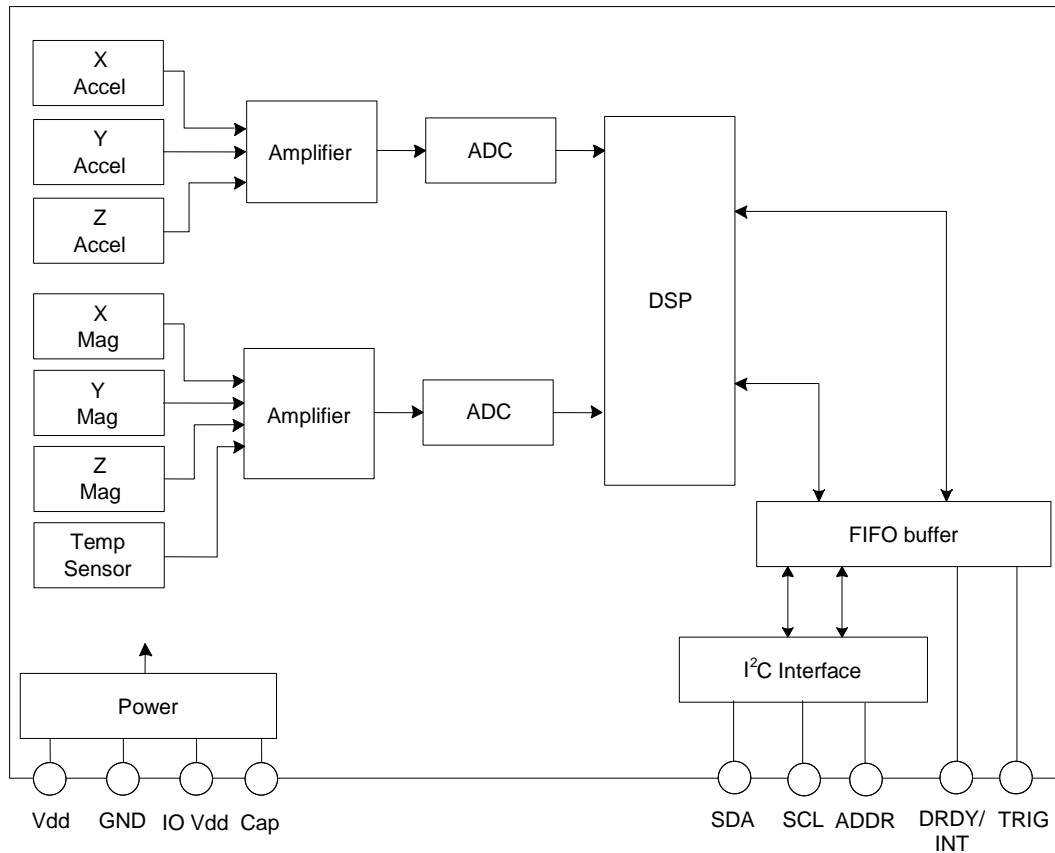 X
Accel
Y
Accel
Z
Accel
Amplifier
ADC
DSP
X
Mag
Y
Mag
Z
Mag
Temp
Sensor
Amplifier
ADC
FIFO buffer
I²C Interface
Power
Vdd
GND
IO Vdd
Cap
SDA
SCL
ADDR
DRDY/
INT
TRIG